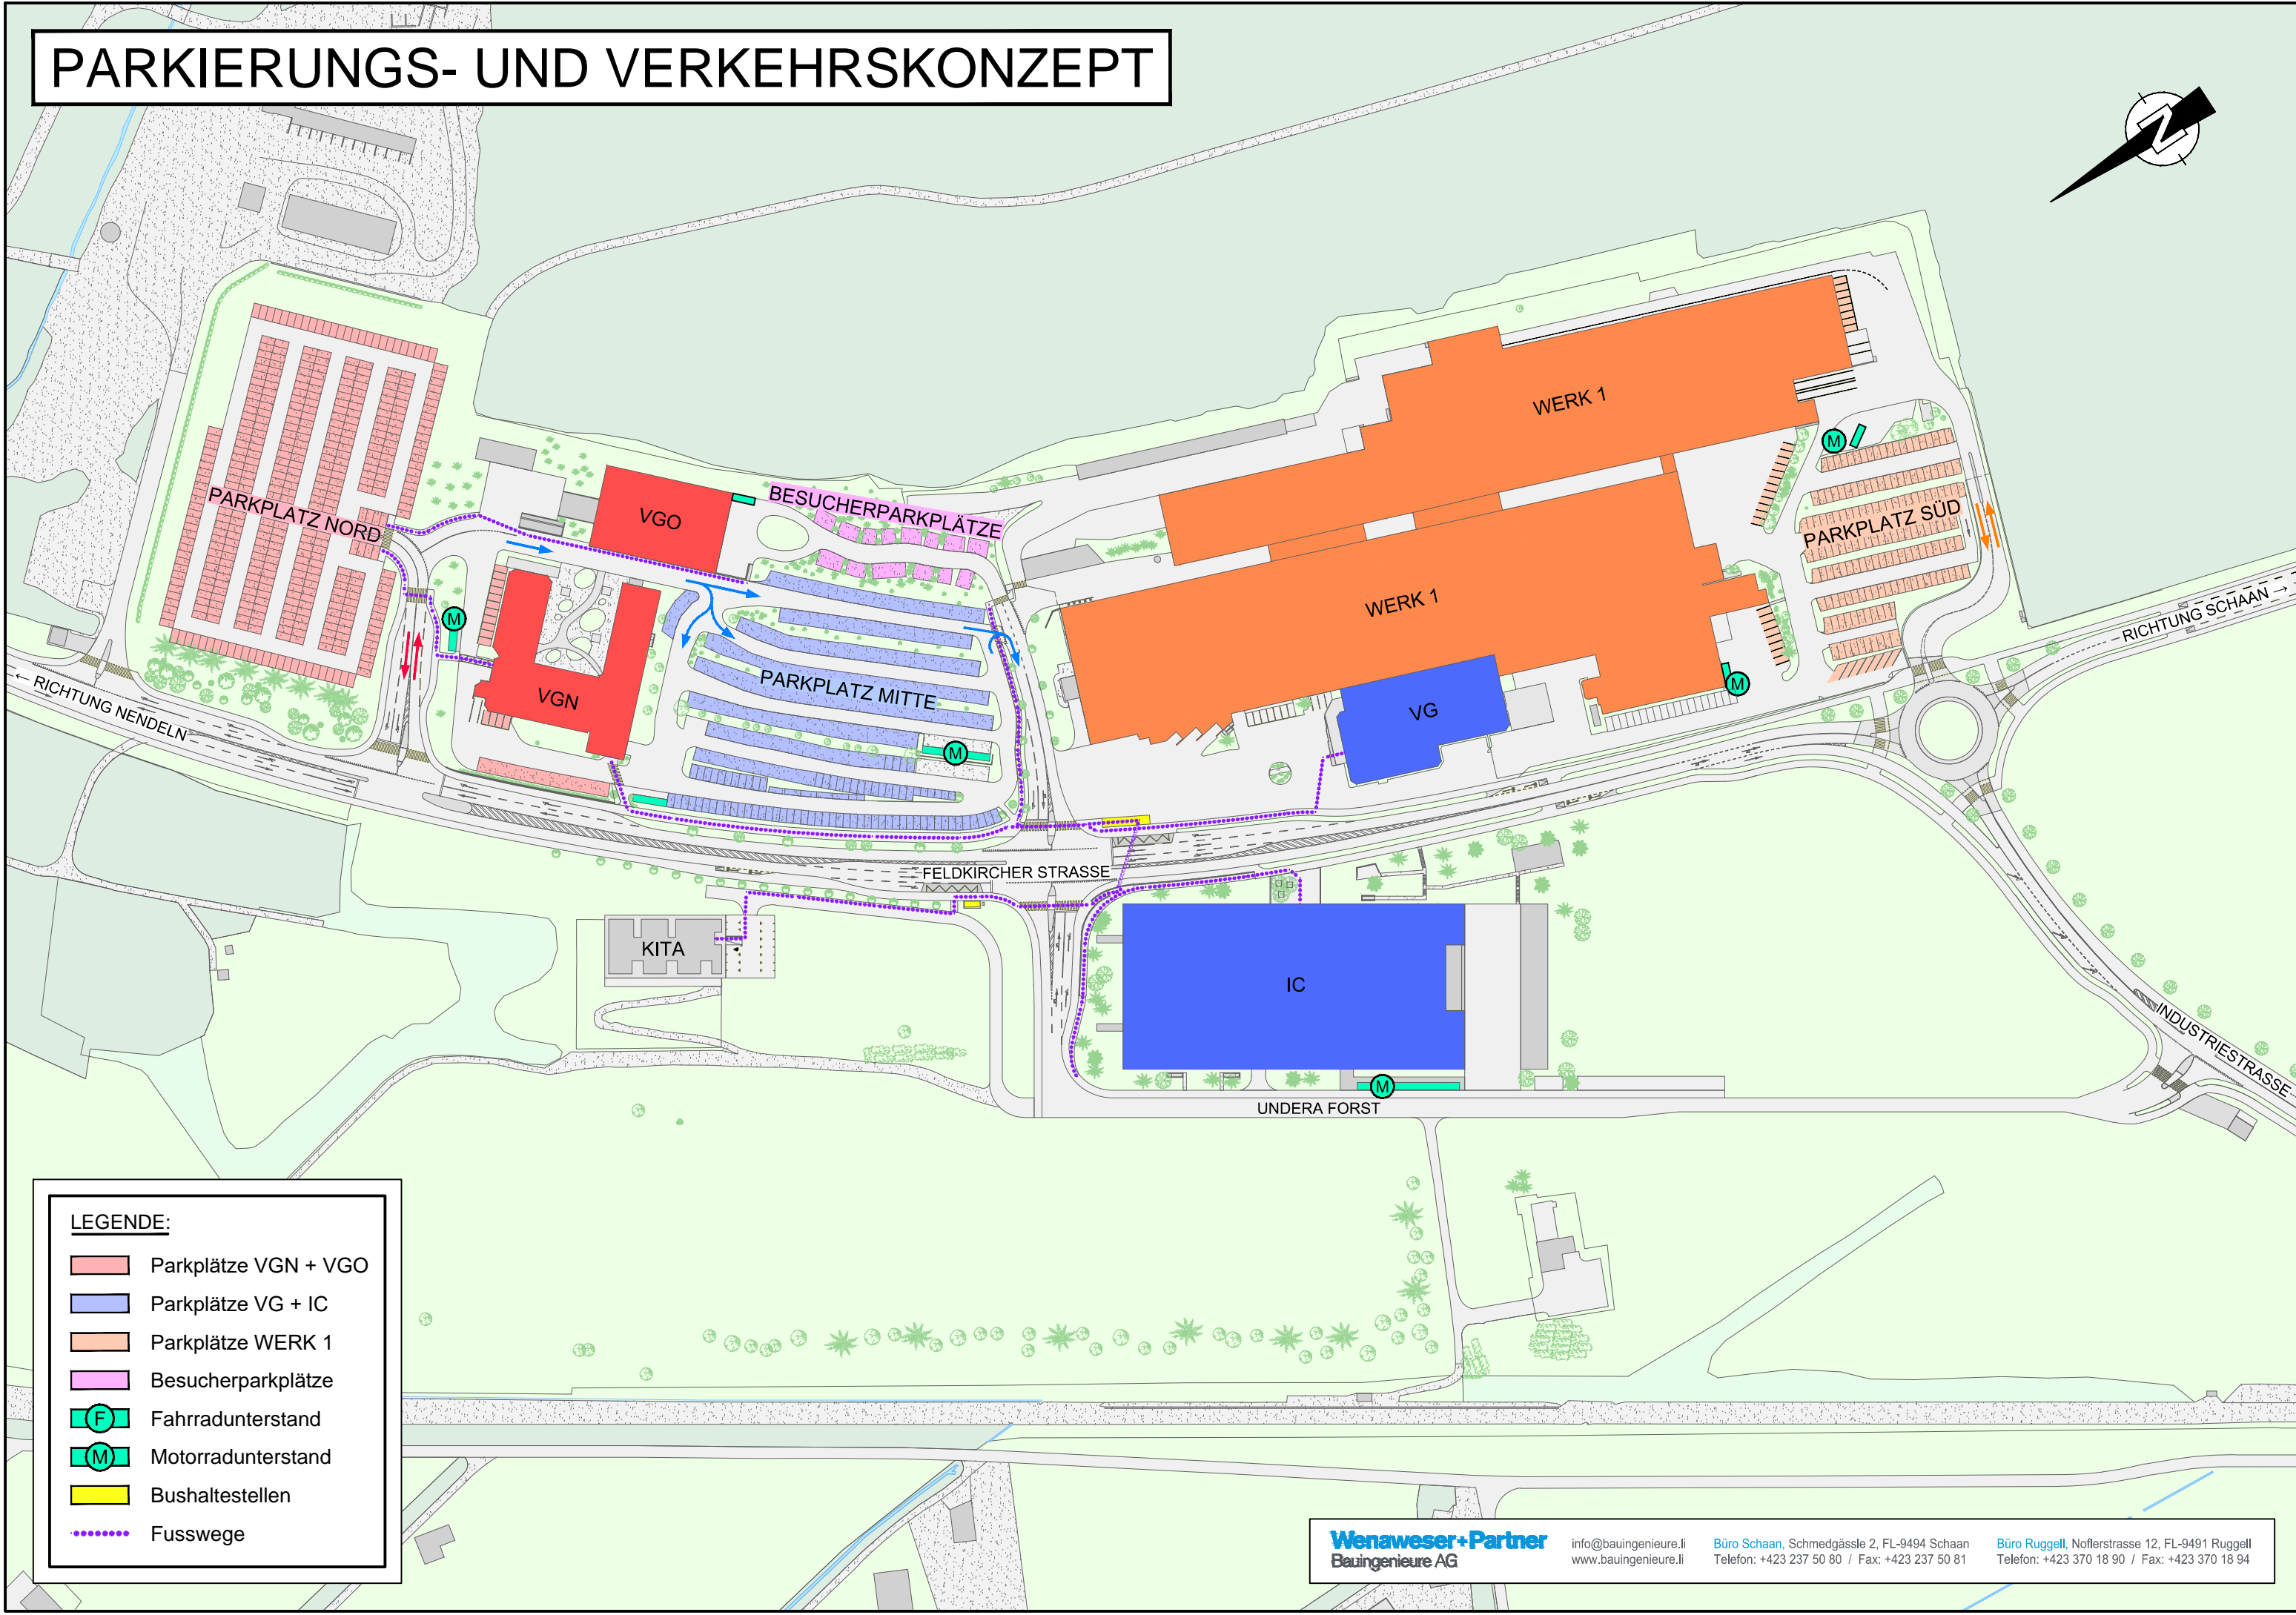 PARKIERUNGS- UND VERKEHRSKONZEPT
N
WERK 1
M
BESUCHERPARKPLÄTZE
PARKPLATZ NORD
VGO
PARKPLATZ SÜD
WERK 1
M
RICHTUNG SCHAAN →
← RICHTUNG NENDELN
VGN
PARKPLATZ MITTE
M
VG
M
FELDKIRCHER STRASSE
KITA
IC
INDUSTRIESTRASSE
M
UNDERA FORST
LEGENDE:
Parkplätze VGN + VGO
Parkplätze VG + IC
Parkplätze WERK 1
Besucherparkplätze
F Fahrradunterstand
M Motorradunterstand
Bushaltestellen
Fusswege
Wenaweser+Partner
Bauingenieure AG
info@bauingenieure.li
www.bauingenieure.li
Büro Schaan, Schmedgässle 2, FL-9494 Schaan
Telefon: +423 237 50 80 / Fax: +423 237 50 81
Büro Ruggell, Noflerstrasse 12, FL-9491 Ruggell
Telefon: +423 370 18 90 / Fax: +423 370 18 94